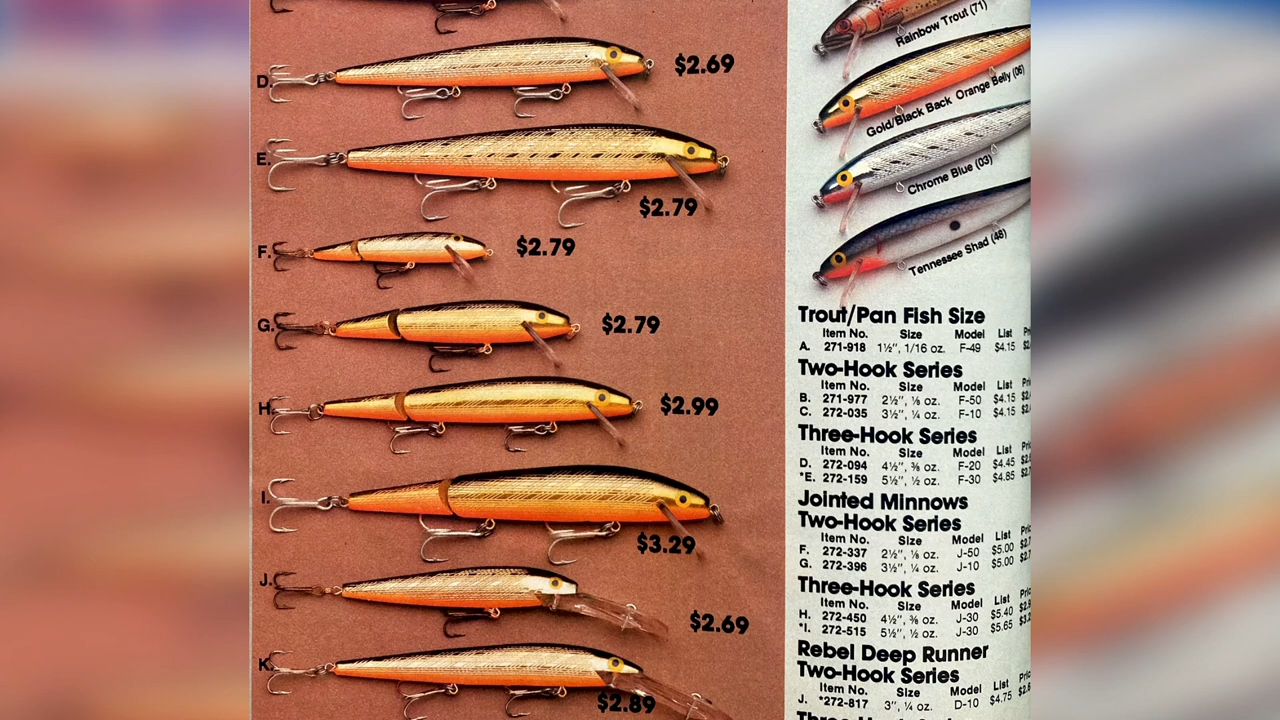 D.
$2.69
E.
$2.79
F.
$2.79
G.
$2.79
H.
$2.99
I.
$3.29
J.
$2.69
K.
$2.89
Rainbow Trout (71)
Gold/Black Back Orange Belly (06)
Chrome Blue (03)
Tennessee Shad (48)
Trout/Pan Fish Size
Item No. Size Model List
A. 271-918 1½", 1/16 oz. F-49 $4.15
Two-Hook Series
Item No. Size Model List
B. 271-977 2½", ⅛ oz. F-50 $4.15
C. 272-035 3½", ¼ oz. F-10 $4.15
Three-Hook Series
Item No. Size Model List
D. 272-094 4½", ⅜ oz. F-20 $4.45
*E. 272-159 5½", ½ oz. F-30 $4.85
Jointed Minnows
Two-Hook Series
Item No. Size Model List
F. 272-337 2½", ⅛ oz. J-50 $5.00
G. 272-396 3½", ¼ oz. J-10 $5.00
Three-Hook Series
Item No. Size Model List
H. 272-450 4½", ⅜ oz. J-30 $5.40
*I. 272-515 5½", ½ oz. J-30 $5.65
Rebel Deep Runner
Two-Hook Series
Item No. Size Model List
J. *272-817 3", ¼ oz. D-10 $4.75